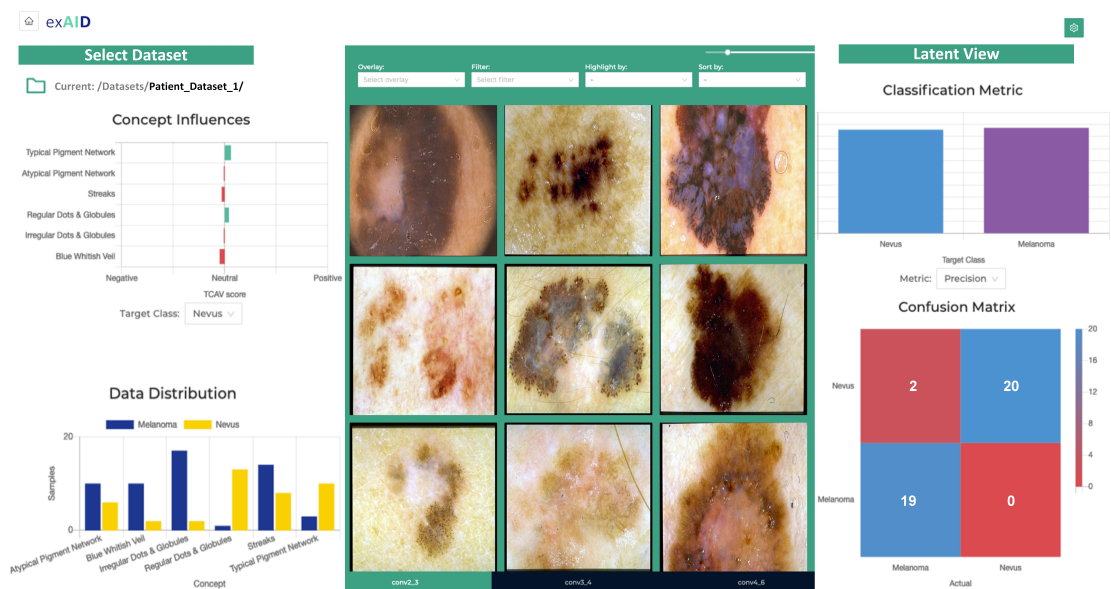 exAID
Select Dataset
Current: /Datasets/Patient_Dataset_1/
Concept Influences
Typical Pigment Network
Atypical Pigment Network
Streaks
Regular Dots & Globules
Irregular Dots & Globules
Blue Whitish Veil
Negative
Neutral
Positive
TCAV score
Target Class:
Nevus
Data Distribution
Melanoma
Nevus
20
0
Samples
Atypical Pigment Network
Blue Whitish Veil
Irregular Dots & Globules
Regular Dots & Globules
Streaks
Typical Pigment Network
Concept
Overlay:
Select overlay
Filter:
Select filter
Highlight by:
-
Sort by:
-
conv2_3
conv3_4
conv4_6
Latent View
Classification Metric
Nevus
Melanoma
Target Class
Metric:
Precision
Confusion Matrix
Nevus
2
20
Melanoma
19
0
Melanoma
Nevus
Actual
20
16
12
8
4
0